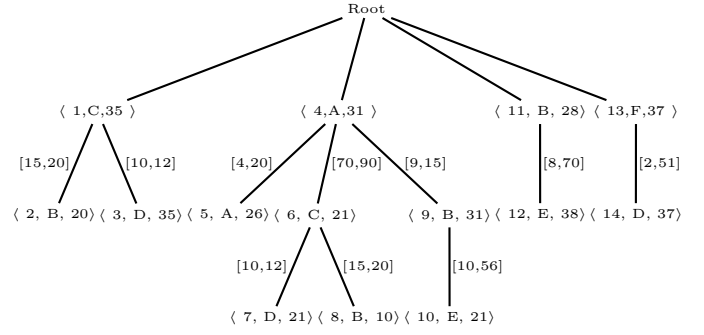 Root
⟨ 1,C,35 ⟩ ⟨ 4,A,31 ⟩ ⟨ 11, B, 28⟩ ⟨ 13,F,37 ⟩
[15,20] [10,12] [4,20] [70,90] [9,15] [8,70] [2,51]
⟨ 2, B, 20⟩ ⟨ 3, D, 35⟩ ⟨ 5, A, 26⟩ ⟨ 6, C, 21⟩ ⟨ 9, B, 31⟩ ⟨ 12, E, 38⟩ ⟨ 14, D, 37⟩
[10,12] [15,20] [10,56]
⟨ 7, D, 21⟩ ⟨ 8, B, 10⟩ ⟨ 10, E, 21⟩